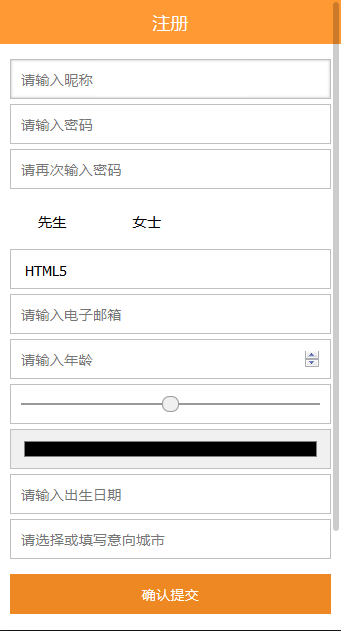 注册
请输入昵称
请输入密码
请再次输入密码
先生 女士
HTML5
请输入电子邮箱
请输入年龄
请输入出生日期
请选择或填写意向城市
确认提交